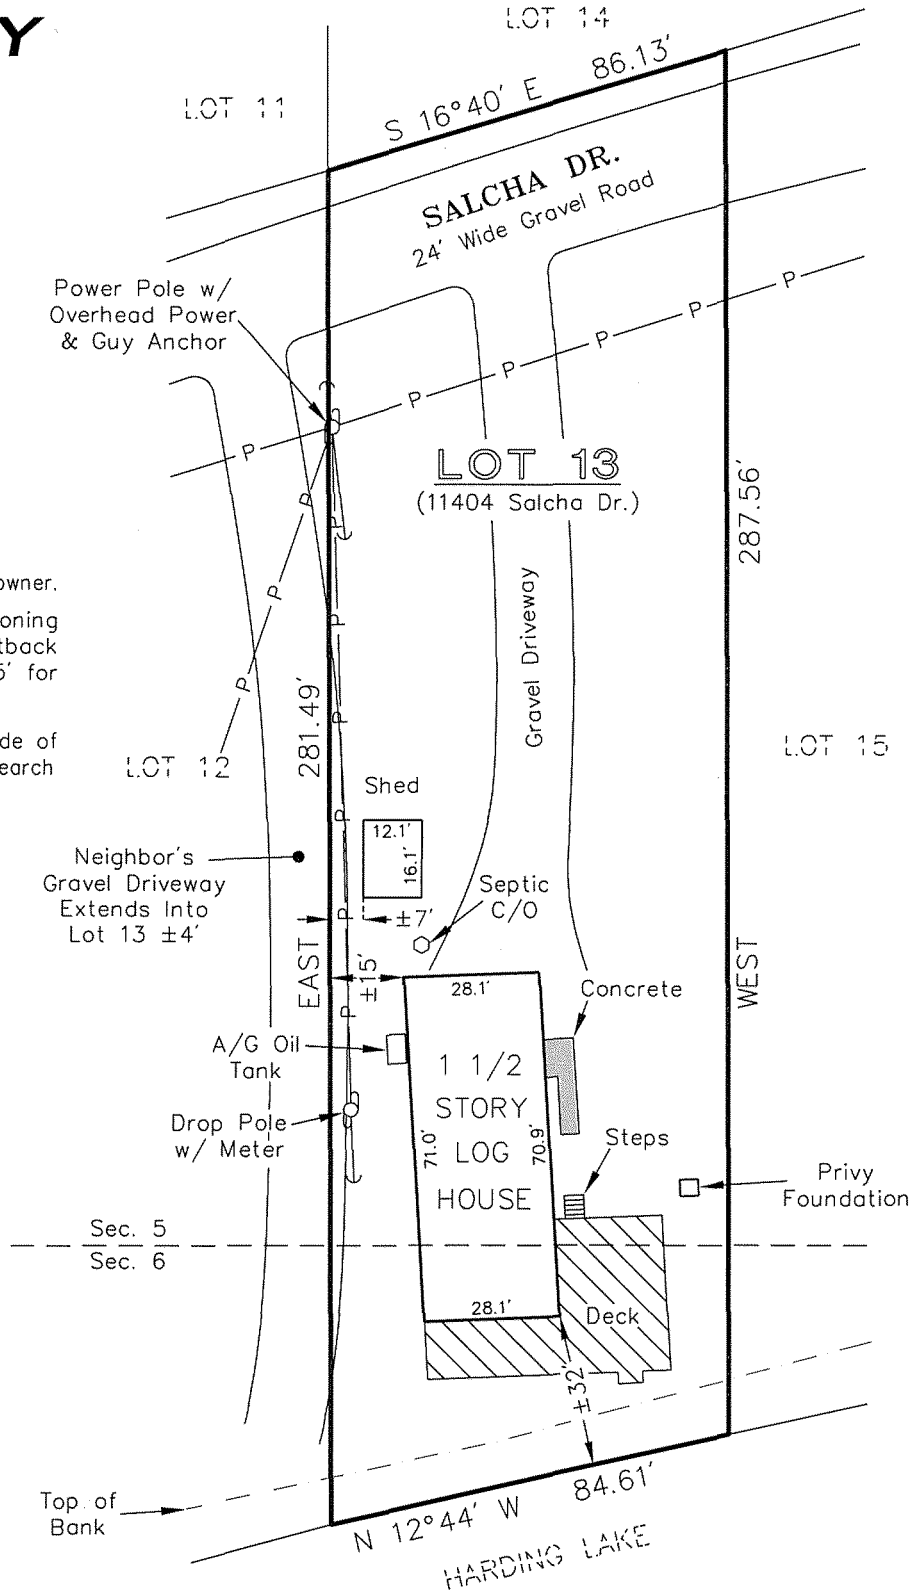 Y
LOT 14
LOT 11
S 16°40' E 86.13'
SALCHA DR.
24' Wide Gravel Road
Power Pole w/
Overhead Power
& Guy Anchor
P
P
P
P
P
P
LOT 13
(11404 Salcha Dr.)
287.56'
P
P
P
P
P
P
P
P
P
P
owner.
oning
tback
5' for
de of
earch
Gravel Driveway
281.49'
LOT 12
LOT 15
Shed
12.1'
16.1'
Neighbor's
Gravel Driveway
Extends Into
Lot 13 ±4'
Septic
C/O
±7'
EAST
±15'
WEST
28.1'
Concrete
A/G Oil
Tank
1 1/2
STORY
LOG
HOUSE
71.0'
70.9'
Drop Pole
w/ Meter
Steps
Privy
Foundation
Sec. 5
Sec. 6
28.1'
Deck
±32'
Top of
Bank
N 12°44' W 84.61'
HARDING LAKE